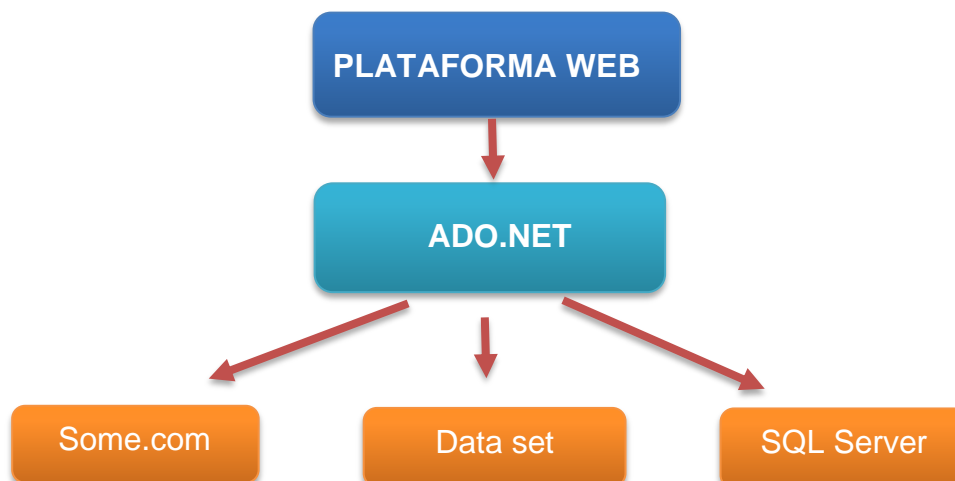 PLATAFORMA WEB
ADO.NET
Some.com
Data set
SQL Server